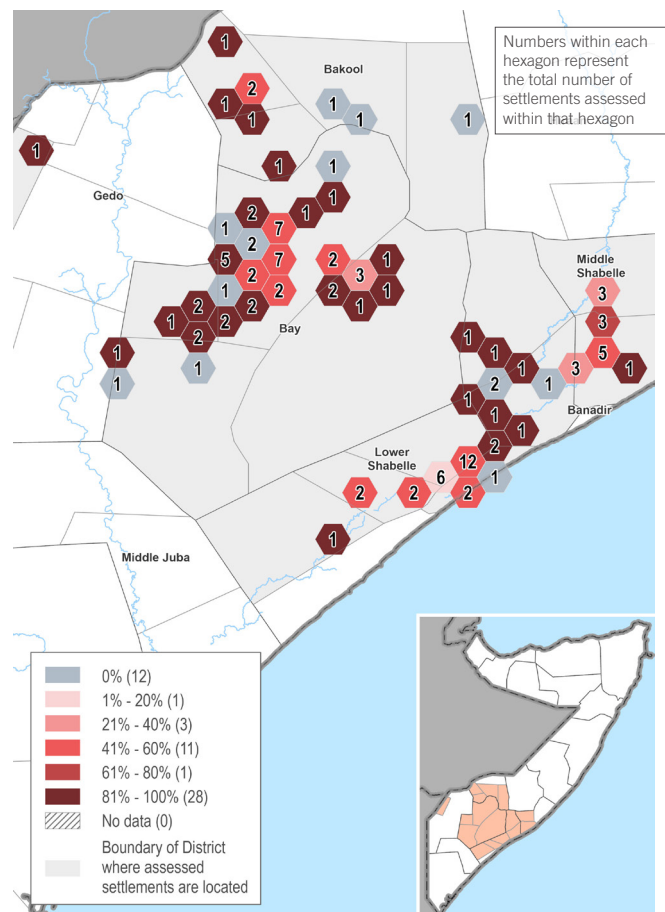 Numbers within each
hexagon represent
the total number of
settlements assessed
within that hexagon
1
Bakool
2
1 1
1 1 1
1
1 1
Gedo
1
2 1
1 7
2
5 7 2 1
Middle
Shabelle
2 3
1 2 2 1 3
2 2 1
1 2 3
Bay
2 1
1 1 5
1 1 3 1
1 2 1
1
1
Banadir
1
2
Lower
Shabelle
12
6 1
2 2 2
1
Middle Juba
0% (12)
1% - 20% (1)
21% - 40% (3)
41% - 60% (11)
61% - 80% (1)
81% - 100% (28)
No data (0)
Boundary of District
where assessed
settlements are located